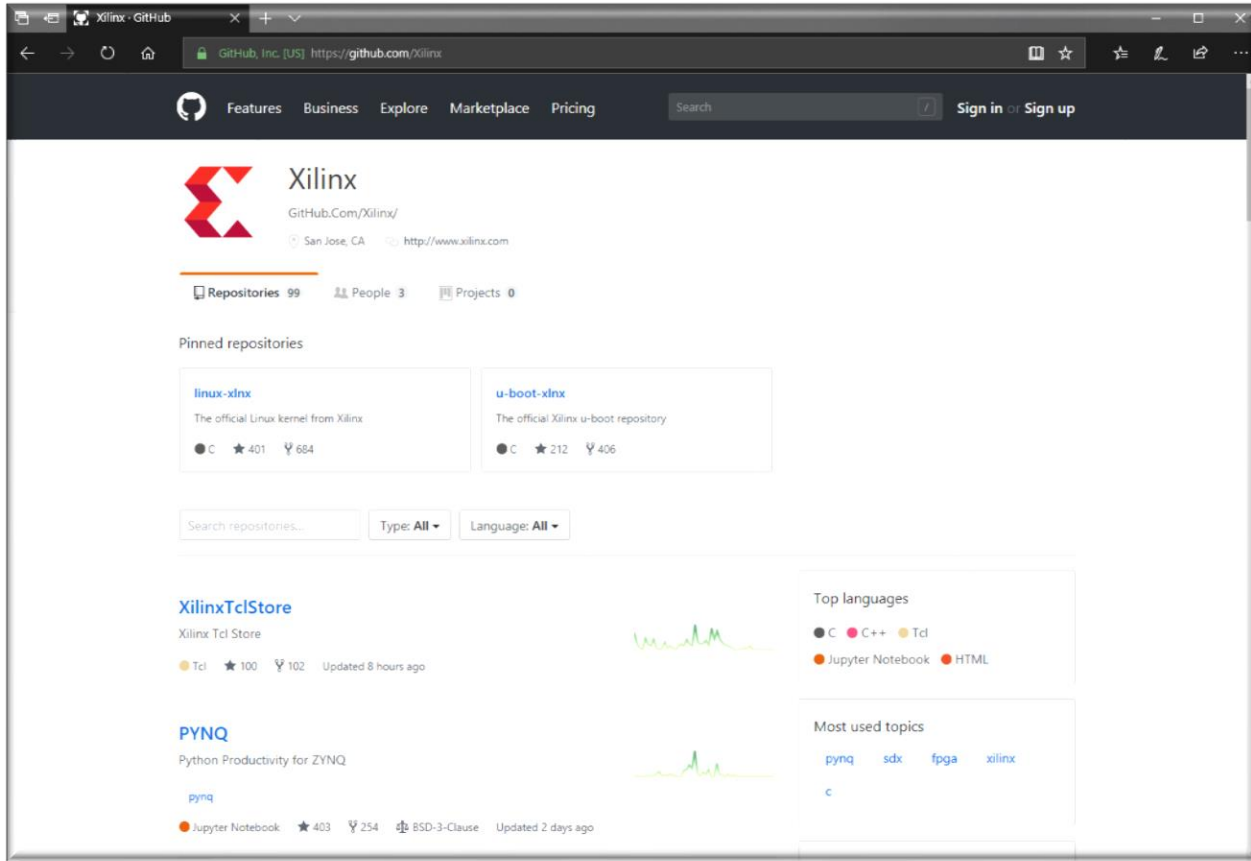 Xilinx · GitHub
GitHub, Inc. [US] https://github.com/Xilinx
Features Business Explore Marketplace Pricing Search / Sign in or Sign up
Xilinx
GitHub.Com/Xilinx/
San Jose, CA http://www.xilinx.com
Repositories 99 People 3 Projects 0
Pinned repositories
linux-xlnx
The official Linux kernel from Xilinx
C 401 684
u-boot-xlnx
The official Xilinx u-boot repository
C 212 406
Search repositories... Type: All Language: All
XilinxTclStore
Xilinx Tcl Store
Tcl 100 102 Updated 8 hours ago
PYNQ
Python Productivity for ZYNQ
pynq
Jupyter Notebook 403 254 BSD-3-Clause Updated 2 days ago
Top languages
C C++ Tcl
Jupyter Notebook HTML
Most used topics
pynq sdx fpga xilinx
c